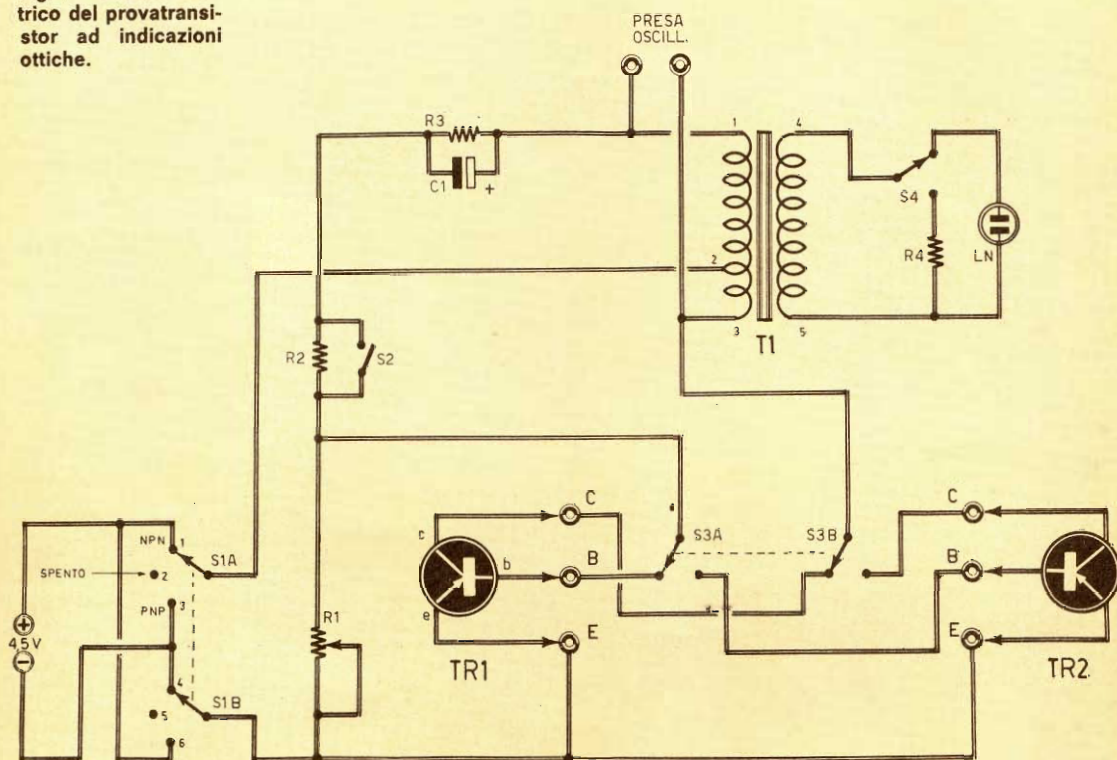 trico del provatransi-
stor ad indicazioni
ottiche.
PRESA
OSCILL.
R3
C1
+
1
4
S4
2
R4
LN
3
5
T1
R2
S2
C
C
c
S3A
S3B
NPN
1
S1A
B
B
b
SPENTO
2
PNP
3
R1
e
E
E
+
4,5V
−
TR1
TR2
4
S1B
5
6